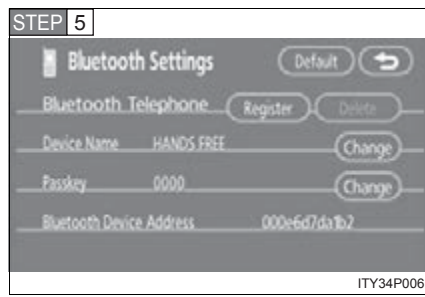 STEP 5
Bluetooth Settings Default
Bluetooth Telephone Register Delete
Device Name HANDS FREE Change
Passkey 0000 Change
Bluetooth Device Address 000e6d7da1b2
ITY34P006